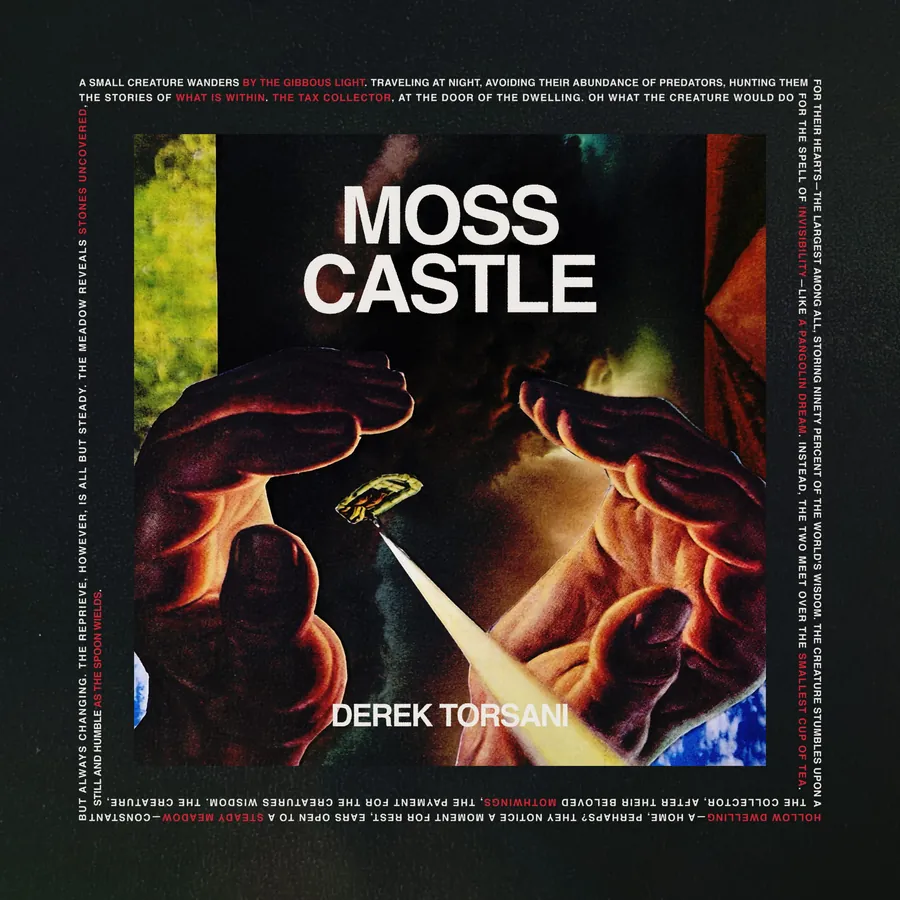 A SMALL CREATURE WANDERS BY THE GIBBOUS LIGHT. TRAVELING AT NIGHT, AVOIDING THEIR ABUNDANCE OF PREDATORS, HUNTING THEM
FOR THEIR HEARTS—THE LARGEST AMONG ALL, STORING NINETY PERCENT OF THE WORLD'S WISDOM. THE CREATURE STUMBLES UPON A
HOLLOW DWELLING—A HOME, PERHAPS? THEY NOTICE A MOMENT FOR REST, EARS OPEN TO A STEADY MEADOW—CONSTANT
BUT ALWAYS CHANGING. THE REPRIEVE, HOWEVER, IS ALL BUT STEADY. THE MEADOW REVEALS STONES UNCOVERED,
THE STORIES OF WHAT IS WITHIN. THE TAX COLLECTOR, AT THE DOOR OF THE DWELLING. OH WHAT THE CREATURE WOULD DO
FOR THE SPELL OF INVISIBILITY—LIKE A PANGOLIN DREAM. INSTEAD, THE TWO MEET OVER THE SMALLEST CUP OF TEA.
THE COLLECTOR, AFTER THEIR BELOVED MOTHWINGS, THE PAYMENT FOR THE CREATURES WISDOM. THE CREATURE,
STILL AND HUMBLE AS THE SPOON WIELDS.
MOSS
CASTLE
DEREK TORSANI